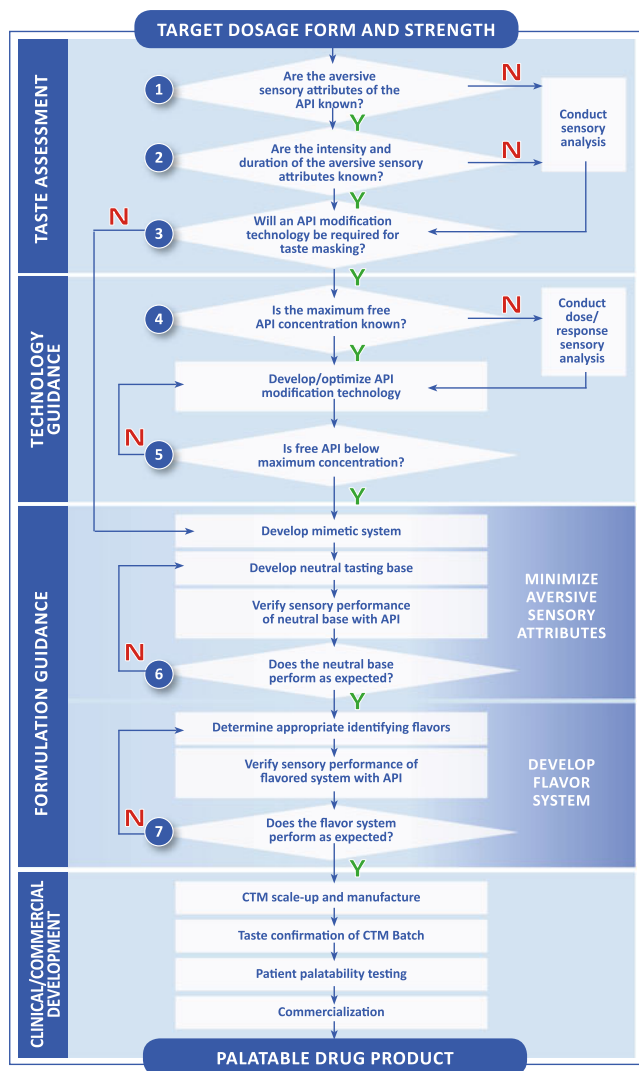 TARGET DOSAGE FORM AND STRENGTH
TASTE ASSESSMENT
1
Are the aversive
sensory attributes of the
API known?
N
Y
Conduct
sensory
analysis
2
Are the intensity and
duration of the aversive sensory
attributes known?
N
Y
N
3
Will an API modification
technology be required for
taste masking?
Y
TECHNOLOGY
GUIDANCE
4
Is the maximum free
API concentration known?
N
Y
Conduct
dose/
response
sensory
analysis
Develop/optimize API
modification technology
N
5
Is free API below
maximum concentration?
Y
FORMULATION GUIDANCE
Develop mimetic system
Develop neutral tasting base
Verify sensory performance
of neutral base with API
MINIMIZE
AVERSIVE
SENSORY
ATTRIBUTES
N
6
Does the neutral base
perform as expected?
Y
Determine appropriate identifying flavors
Verify sensory performance of
flavored system with API
DEVELOP
FLAVOR
SYSTEM
N
7
Does the flavor system
perform as expected?
Y
CLINICAL/COMMERCIAL
DEVELOPMENT
CTM scale-up and manufacture
Taste confirmation of CTM Batch
Patient palatability testing
Commercialization
PALATABLE DRUG PRODUCT